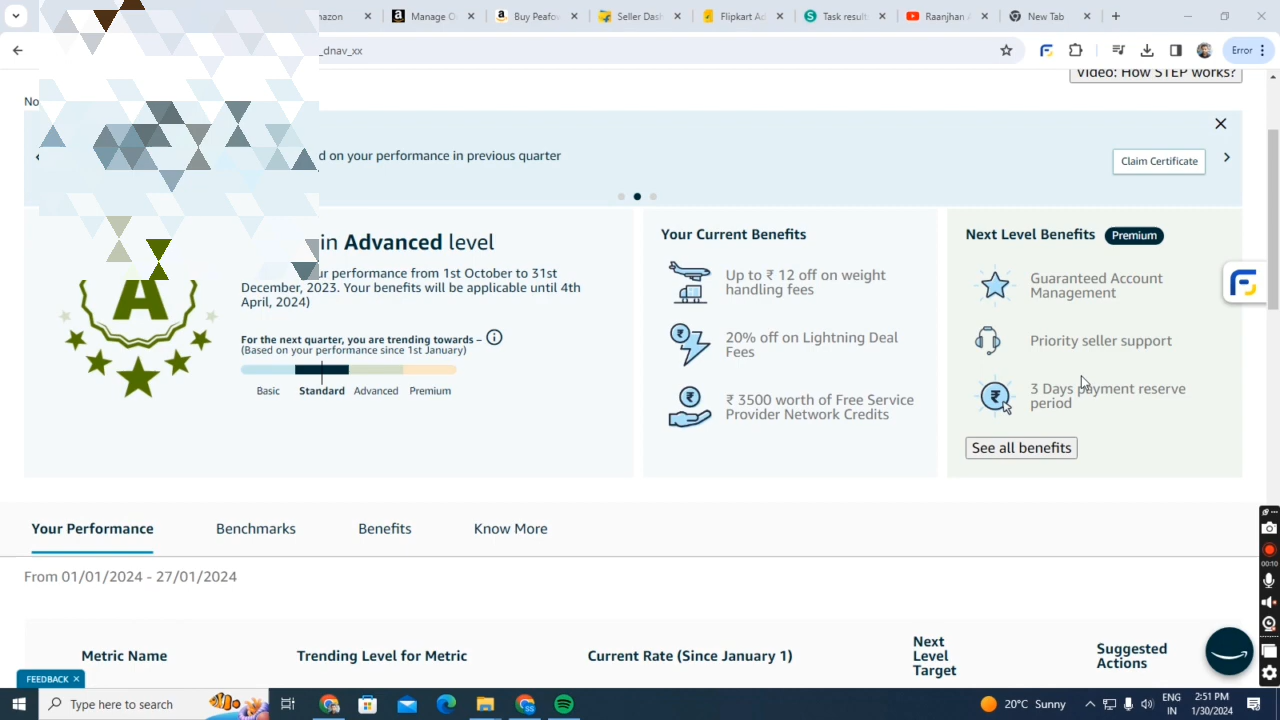 mazon
Manage O
Buy Peafow
Seller Dash
Flipkart Ad
Task result
Raanjhan
New Tab
_dnav_xx
Error
Video: How STEP works?
No
d on your performance in previous quarter
Claim Certificate
in Advanced level
ur performance from 1st October to 31st
December, 2023. Your benefits will be applicable until 4th
April, 2024)
For the next quarter, you are trending towards –
(Based on your performance since 1st January)
Basic Standard Advanced Premium
A
Your Current Benefits
Up to ₹ 12 off on weight
handling fees
20% off on Lightning Deal
Fees
₹ 3500 worth of Free Service
Provider Network Credits
Next Level Benefits Premium
Guaranteed Account
Management
Priority seller support
3 Days payment reserve
period
See all benefits
Your Performance Benchmarks Benefits Know More
From 01/01/2024 - 27/01/2024
Metric Name
Trending Level for Metric
Current Rate (Since January 1)
Next
Level
Target
Suggested
Actions
FEEDBACK
00:10
Type here to search
20°C Sunny
ENG
IN
2:51 PM
1/30/2024